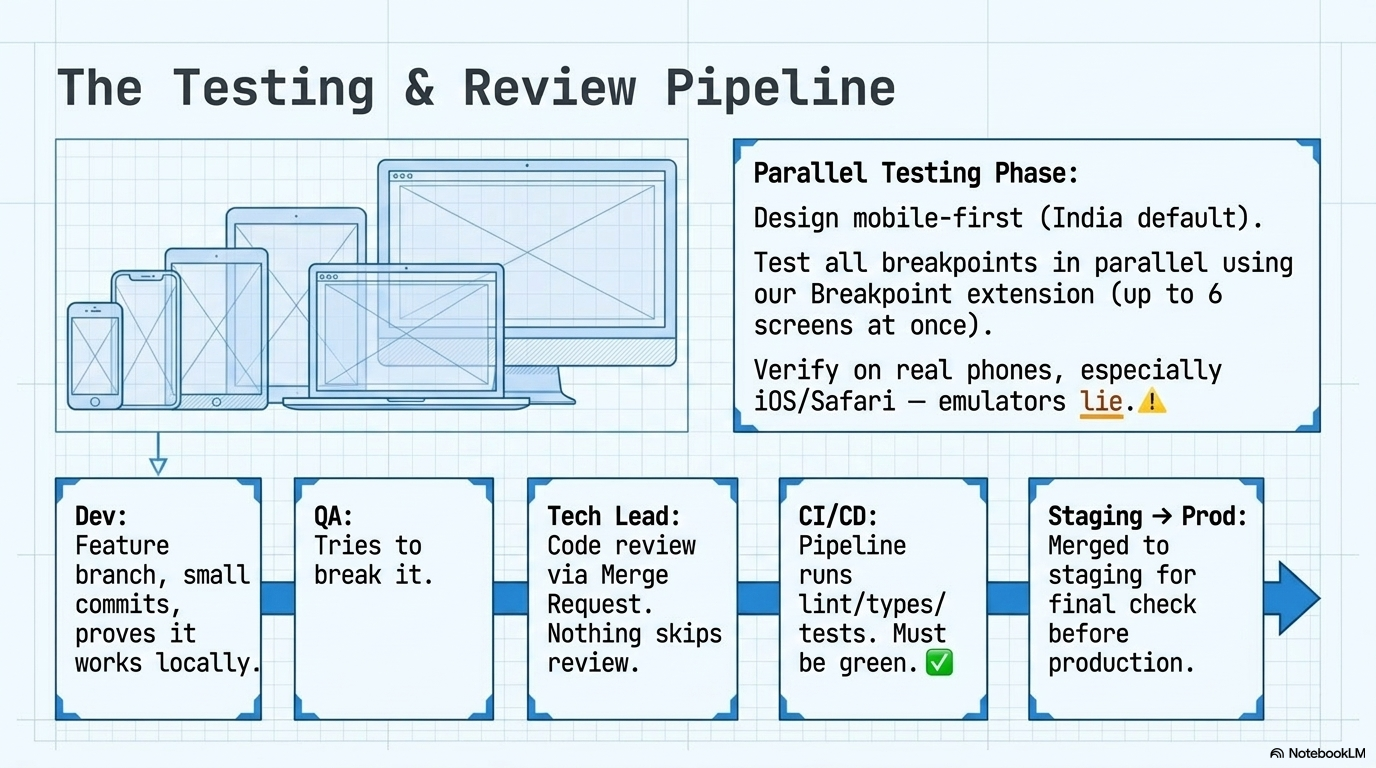 The Testing & Review Pipeline
Parallel Testing Phase:
Design mobile-first (India default).
Test all breakpoints in parallel using
our Breakpoint extension (up to 6
screens at once).
Verify on real phones, especially
iOS/Safari — emulators lie.⚠️
Dev:
Feature
branch, small
commits,
proves it
works locally.
QA:
Tries to
break it.
Tech Lead:
Code review
via Merge
Request.
Nothing skips
review.
CI/CD:
Pipeline
runs
lint/types/
tests. Must
be green.✅
Staging → Prod:
Merged to
staging for
final check
before
production.
NotebookLM